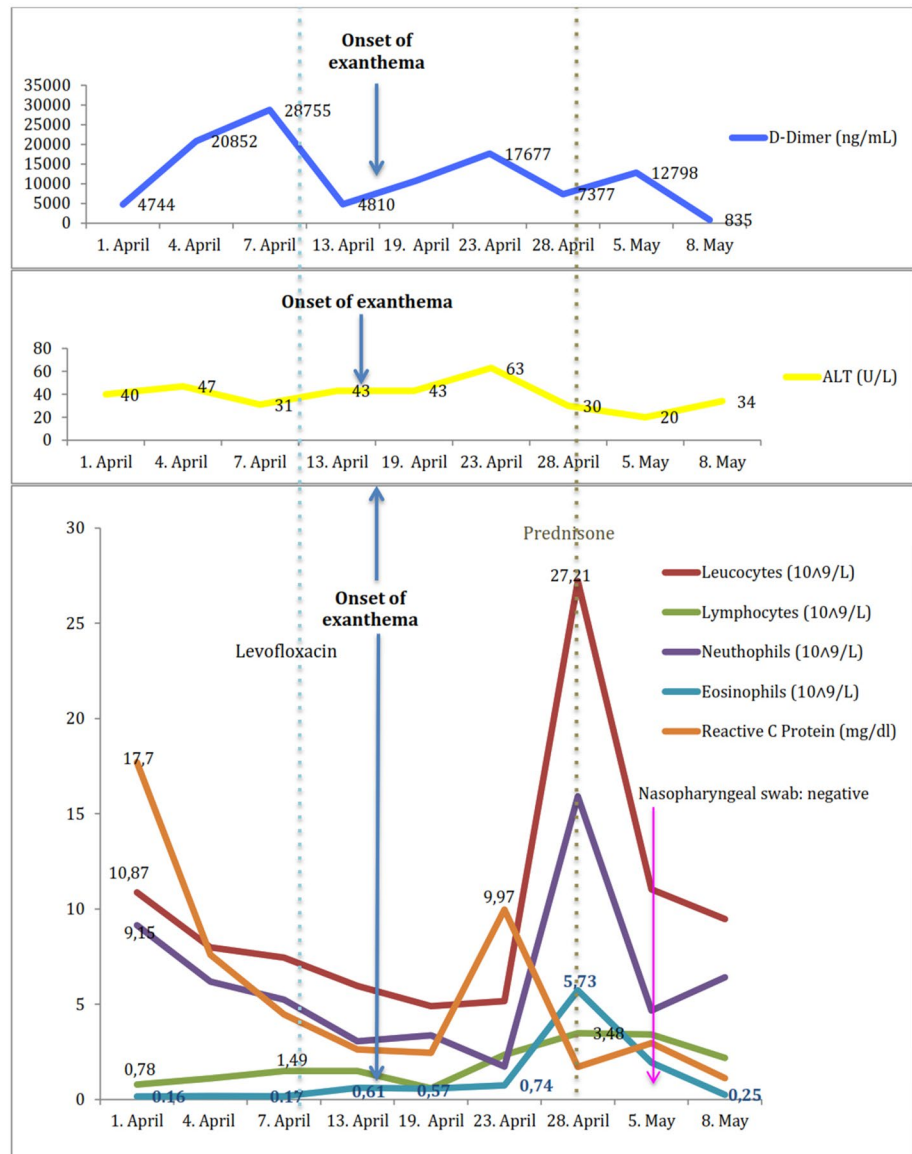 Onset of
exanthema
35000
30000
25000
20000
15000
10000
5000
0
4744
20852
28755
4810
17677
7377
12798
835,
D-Dimer (ng/mL)
1. April 4. April 7. April 13. April 19. April 23. April 28. April 5. May 8. May
Onset of exanthema
80
60
40
20
0
40
47
31
43
43
63
30
20
34
ALT (U/L)
1. April 4. April 7. April 13. April 19. April 23. April 28. April 5. May 8. May
30
25
20
15
10
5
0
Prednisone
27,21
Onset of
exanthema
Levofloxacin
Leucocytes (10^9/L)
Lymphocytes (10^9/L)
Neuthophils (10^9/L)
Eosinophils (10^9/L)
Reactive C Protein (mg/dl)
Nasopharyngeal swab: negative
17,7
10,87
9,15
9,97
5,73
3,48
0,78
1,49
0.16
0.17
0,61
0,57
0,74
0,25
1. April 4. April 7. April 13. April 19. April 23. April 28. April 5. May 8. May